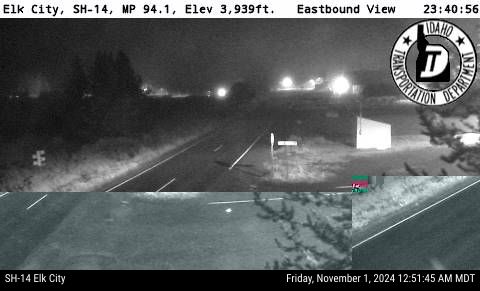 Elk City, SH-14, MP 94.1, Elev 3,939ft. Eastbound View 23:40:56
IDAHO
TRANSPORTATION DEPARTMENT
SH-14 Elk City
Friday, November 1, 2024 12:51:45 AM MDT